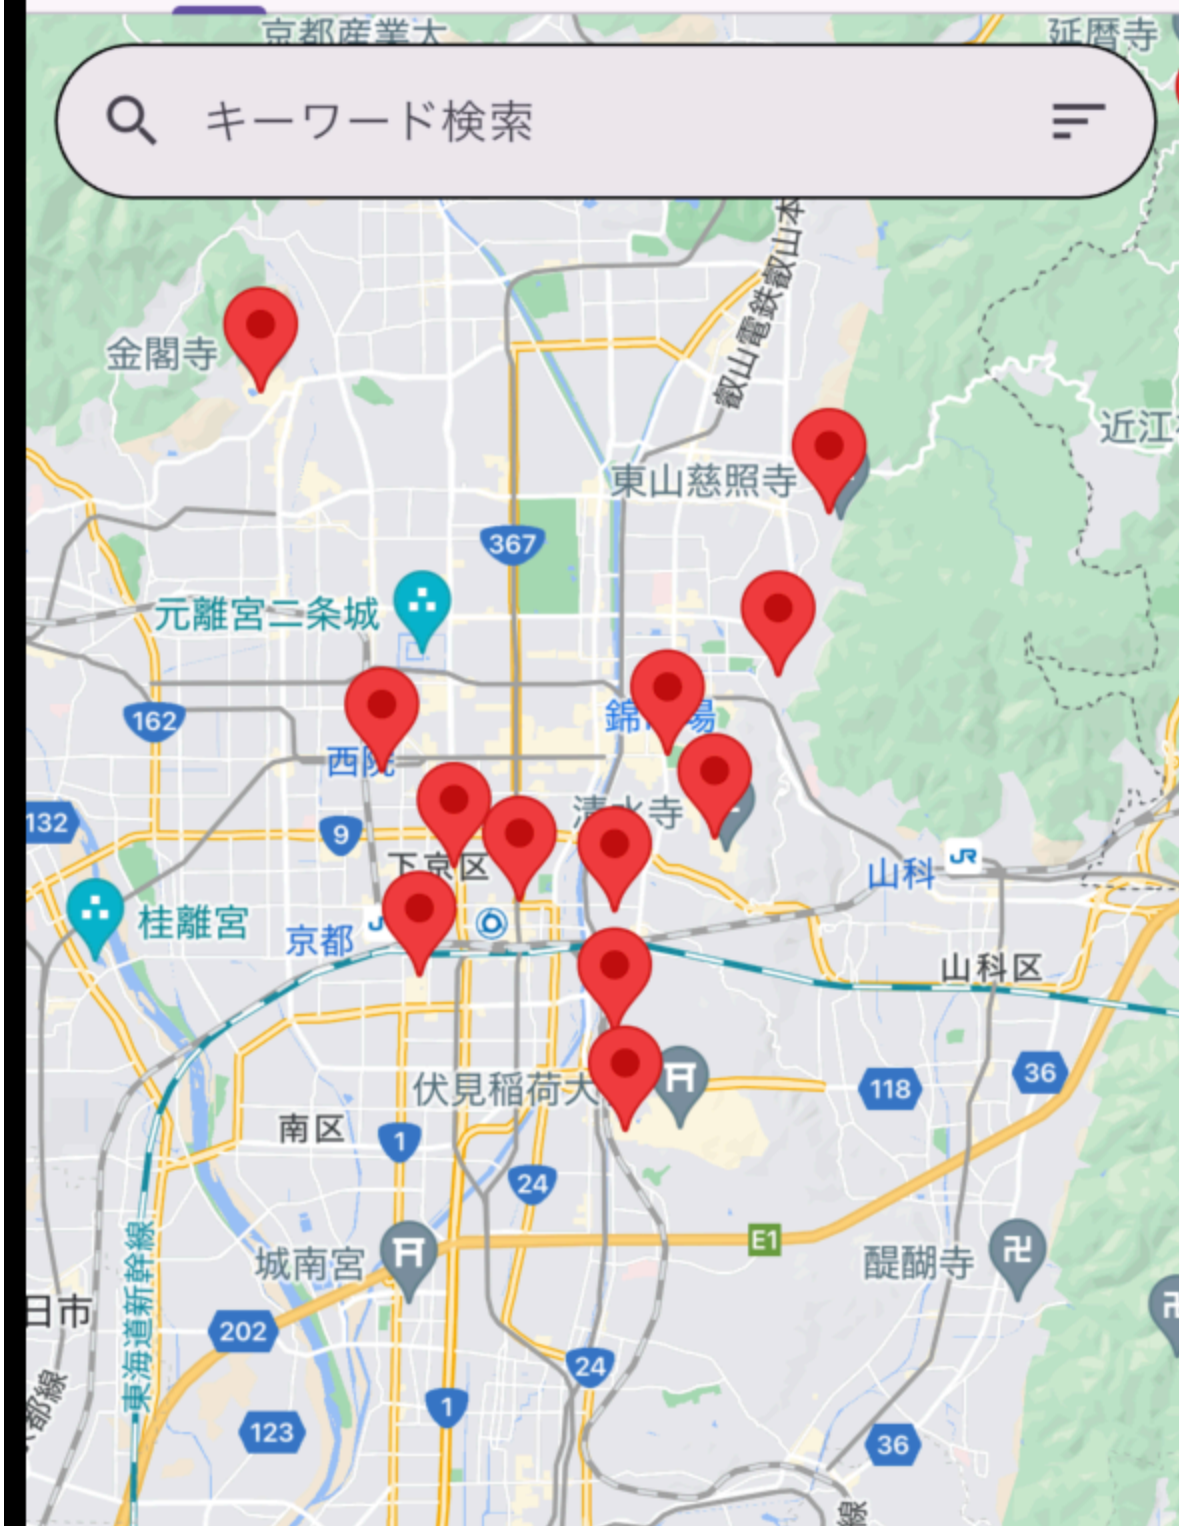 京都産業大
延暦寺
キーワード検索
叡山電鉄叡山本
金閣寺
近江
東山慈照寺
367
元離宮二条城
162
西院
132
9
清水寺
下京区
山科
JR
桂離宮
京都
山科区
伏見稲荷大
118
36
南区
1
24
E1
城南宮
醍醐寺
卍
日市
東海道新幹線
202
24
都線
1
123
36
線